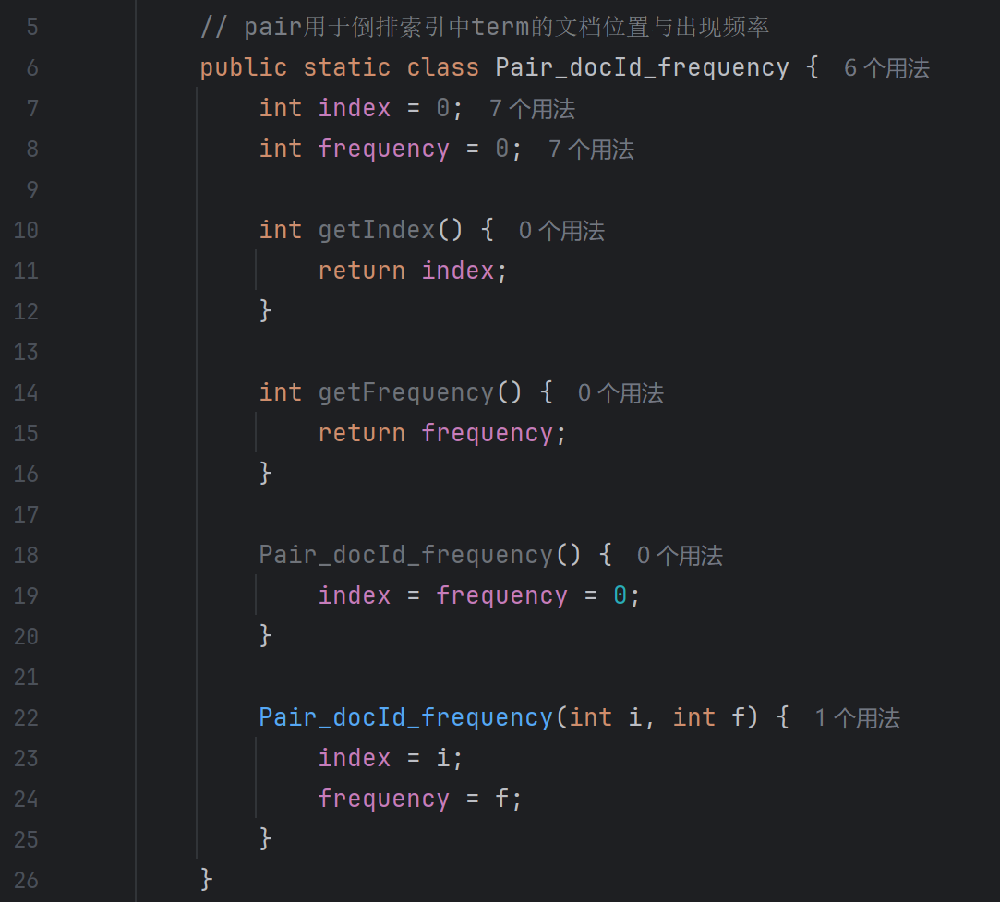 5 // pair用于倒排索引中term的文档位置与出现频率
6 public static class Pair_docId_frequency { 6 个用法
7 int index = 0; 7 个用法
8 int frequency = 0; 7 个用法
9
10 int getIndex() { 0 个用法
11 return index;
12 }
13
14 int getFrequency() { 0 个用法
15 return frequency;
16 }
17
18 Pair_docId_frequency() { 0 个用法
19 index = frequency = 0;
20 }
21
22 Pair_docId_frequency(int i, int f) { 1 个用法
23 index = i;
24 frequency = f;
25 }
26 }